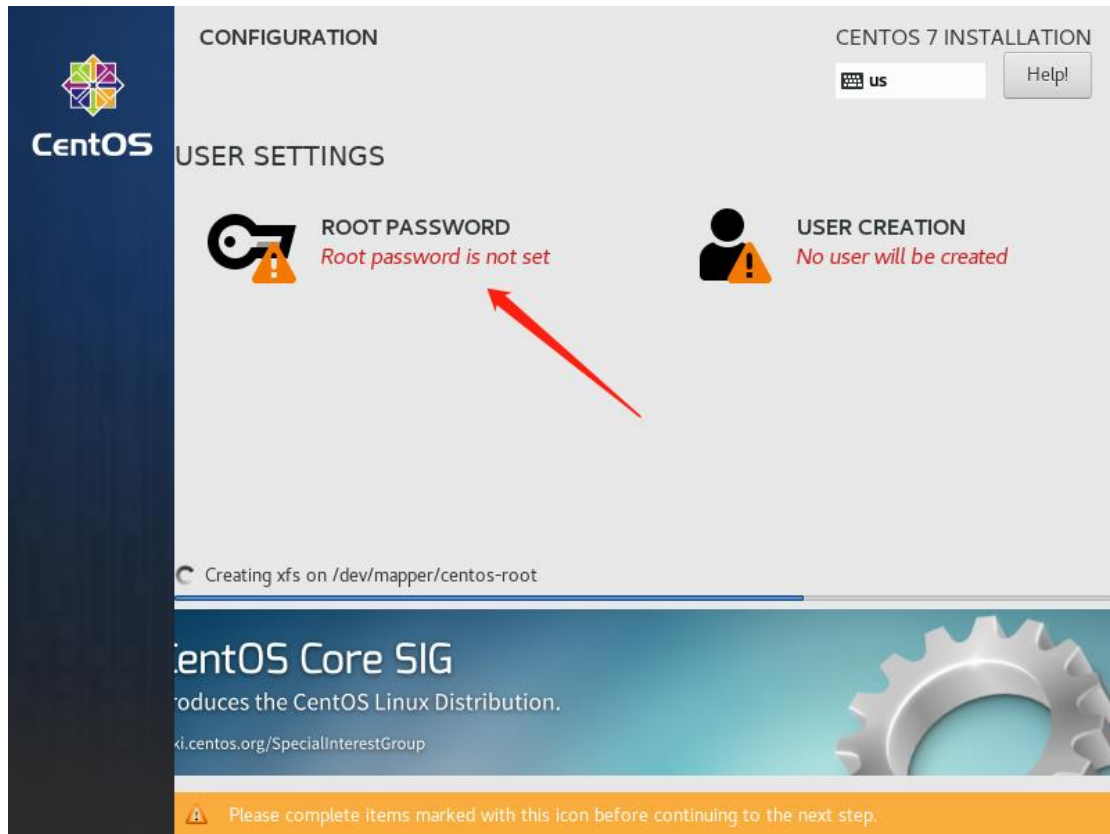 CentOS
CONFIGURATION
CENTOS 7 INSTALLATION
us
Help!
USER SETTINGS
ROOT PASSWORD
Root password is not set
USER CREATION
No user will be created
Creating xfs on /dev/mapper/centos-root
entOS Core SIG
roduces the CentOS Linux Distribution.
ki.centos.org/SpecialInterestGroup
Please complete items marked with this icon before continuing to the next step.